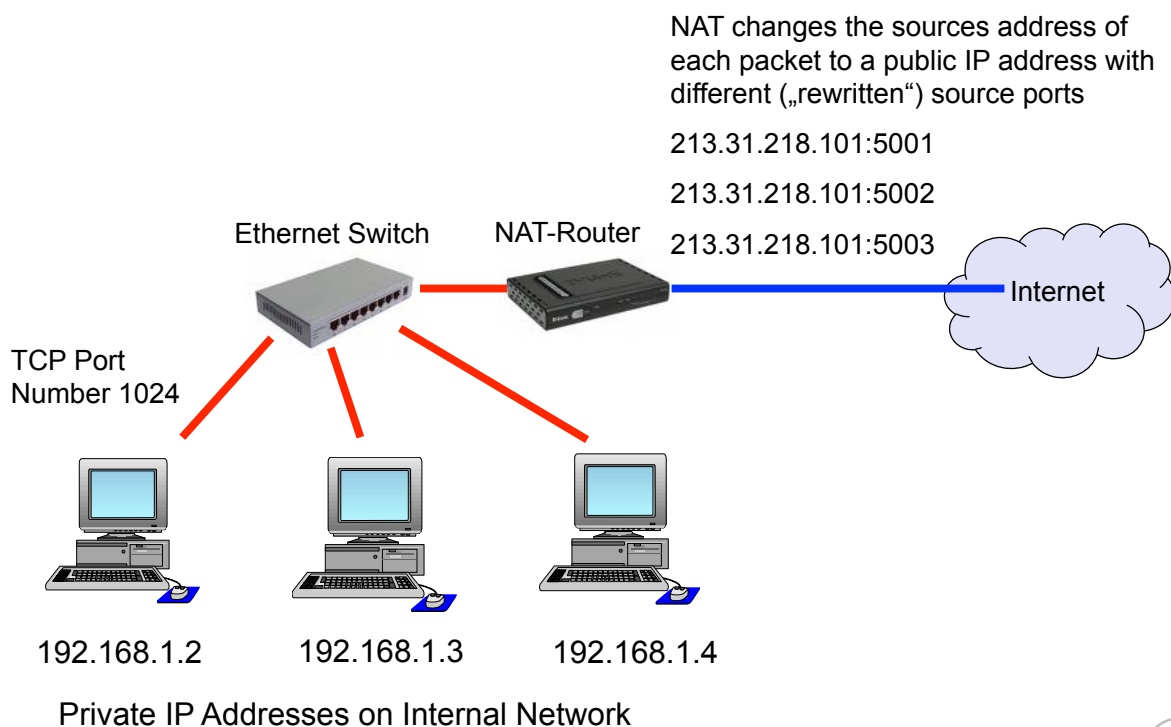 NAT changes the sources address of
each packet to a public IP address with
different („rewritten“) source ports
213.31.218.101:5001
213.31.218.101:5002
213.31.218.101:5003
Ethernet Switch
NAT-Router
Internet
TCP Port
Number 1024
192.168.1.2
192.168.1.3
192.168.1.4
Private IP Addresses on Internal Network